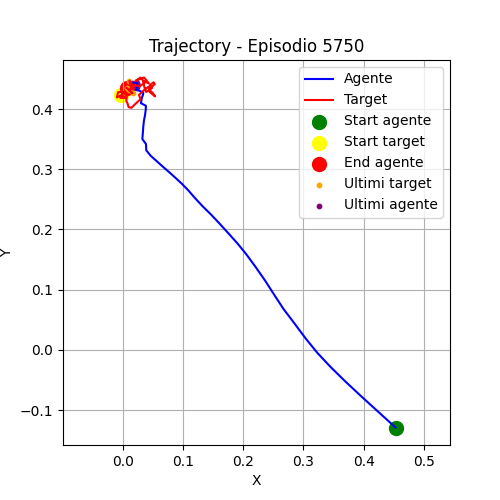 Trajectory - Episodio 5750
Agente
Target
Start agente
Start target
End agente
Ultimi target
Ultimi agente
Y
0.4
0.3
0.2
0.1
0.0
−0.1
0.0 0.1 0.2 0.3 0.4 0.5
X